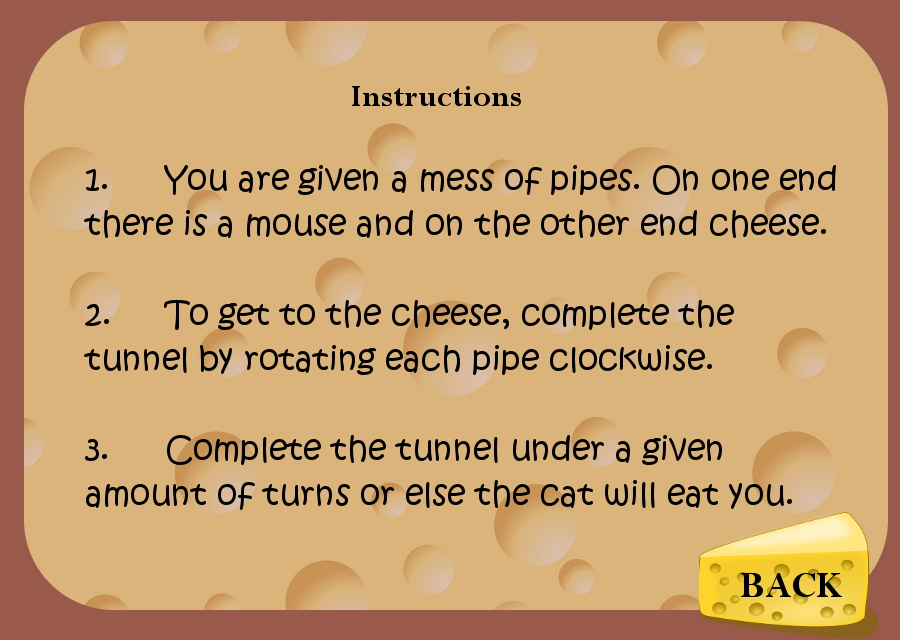 Instructions
1. You are given a mess of pipes. On one end
there is a mouse and on the other end cheese.
2. To get to the cheese, complete the
tunnel by rotating each pipe clockwise.
3. Complete the tunnel under a given
amount of turns or else the cat will eat you.
BACK